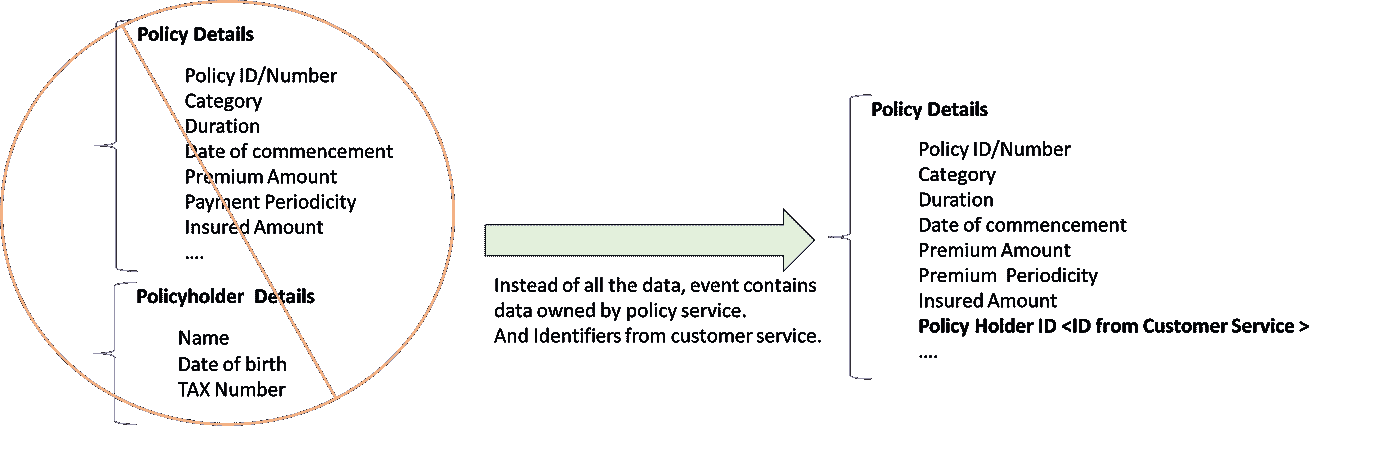 Policy Details
Policy ID/Number
Category
Duration
Date of commencement
Premium Amount
Payment Periodicity
Insured Amount
....
Policyholder Details
Name
Date of birth
TAX Number
Instead of all the data, event contains
data owned by policy service.
And Identifiers from customer service.
Policy Details
Policy ID/Number
Category
Duration
Date of commencement
Premium Amount
Premium Periodicity
Insured Amount
Policy Holder ID <ID from Customer Service >
....